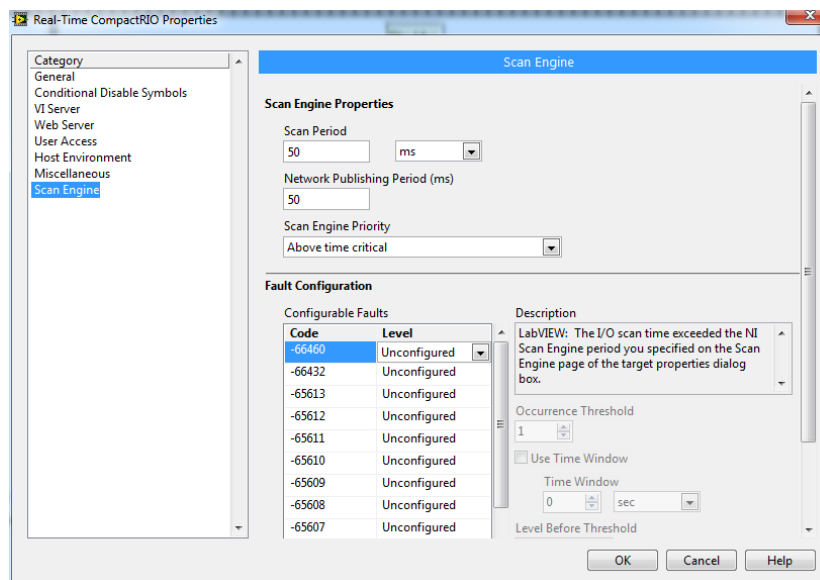 Real-Time CompactRIO Properties
Category
General
Conditional Disable Symbols
VI Server
Web Server
User Access
Host Environment
Miscellaneous
Scan Engine
Scan Engine
Scan Engine Properties
Scan Period
50 ms
Network Publishing Period (ms)
50
Scan Engine Priority
Above time critical
Fault Configuration
Configurable Faults
Code Level
-66460 Unconfigured
-66432 Unconfigured
-65613 Unconfigured
-65612 Unconfigured
-65611 Unconfigured
-65610 Unconfigured
-65609 Unconfigured
-65608 Unconfigured
-65607 Unconfigured
Description
LabVIEW: The I/O scan time exceeded the NI
Scan Engine period you specified on the Scan
Engine page of the target properties dialog
box.
Occurrence Threshold
1
Use Time Window
Time Window
0 sec
Level Before Threshold
OK Cancel Help